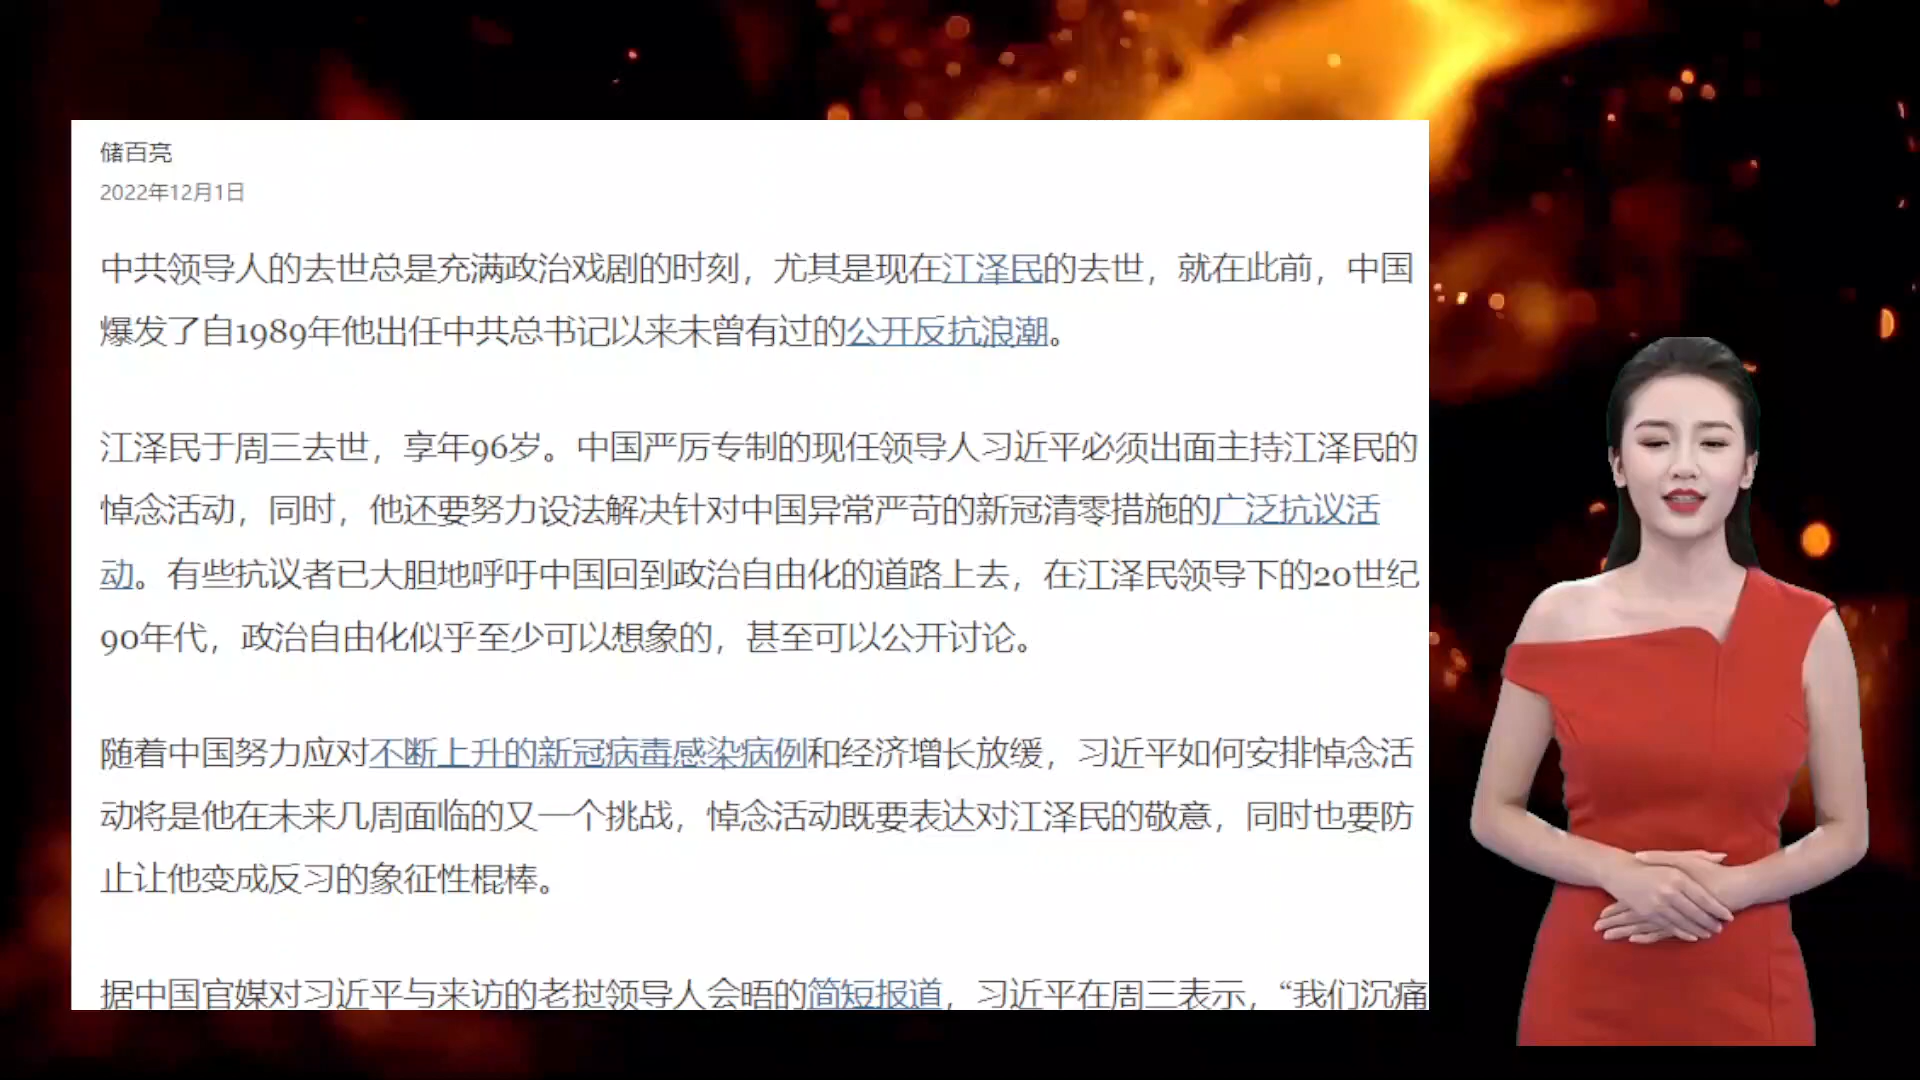 储百亮
2022年12月1日
中共领导人的去世总是充满政治戏剧的时刻，尤其是现在江泽民的去世，就在此前，中国
爆发了自1989年他出任中共总书记以来未曾有过的公开反抗浪潮。
江泽民于周三去世，享年96岁。中国严厉专制的现任领导人习近平必须出面主持江泽民的
悼念活动，同时，他还要努力设法解决针对中国异常严苛的新冠清零措施的广泛抗议活
动。有些抗议者已大胆地呼吁中国回到政治自由化的道路上去，在江泽民领导下的20世纪
90年代，政治自由化似乎至少可以想象的，甚至可以公开讨论。
随着中国努力应对不断上升的新冠病毒感染病例和经济增长放缓，习近平如何安排悼念活
动将是他在未来几周面临的又一个挑战，悼念活动既要表达对江泽民的敬意，同时也要防
止让他变成反习的象征性棍棒。
据中国官媒对习近平与来访的老挝领导人会晤的简短报道，习近平在周三表示，“我们沉痛